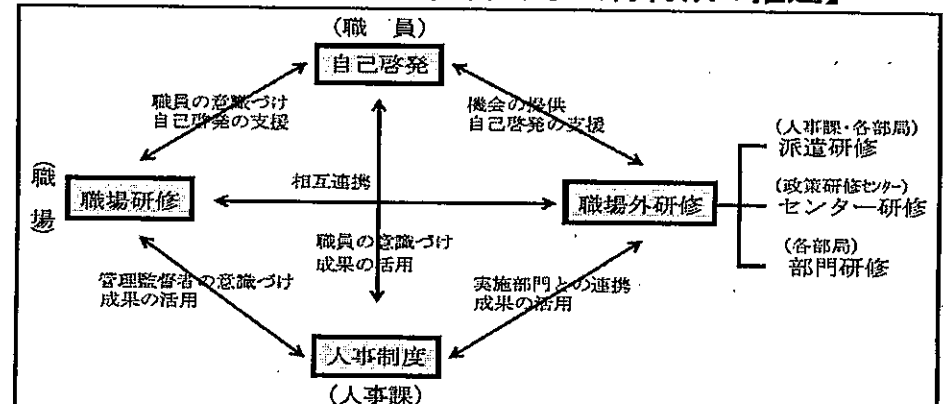 推進】
(職　員)
自己啓発
職員の意識づけ
自己啓発の支援
機会の提供
自己啓発の支援
(人事課・各部局)
派遣研修
(職場)
職場研修
相互連携
職場外研修
(政策研修センター)
センター研修
職員の意識づけ
成果の活用
(各部局)
部門研修
管理監督者の意識づけ
成果の活用
実施部門との連携
成果の活用
人事制度
(人事課)